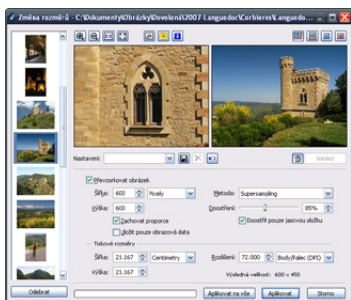 Změna rozměrů - C:\Dokumenty\Obrázky\Dovolení\2007-Languedoc\Corbieres\Languedo...
Nastavení:
Náhled
Převzorkovat obrázek
Šířka: 600 Pixely
Metoda: Supersampling
Výška: 600
Doostření: 85%
Zachovat proporce
Doostřit pouze jasovou složku
Uložit pouze obrazová data
Tiskové rozměry
Šířka: 21.167 Centimetry
Rozlišení: 72.000 Body/Palec (DPI)
Výška: 21.167
Výsledná velikost: 600 x 450
Odebrat
Aplikovat na vše
Aplikovat
Storno